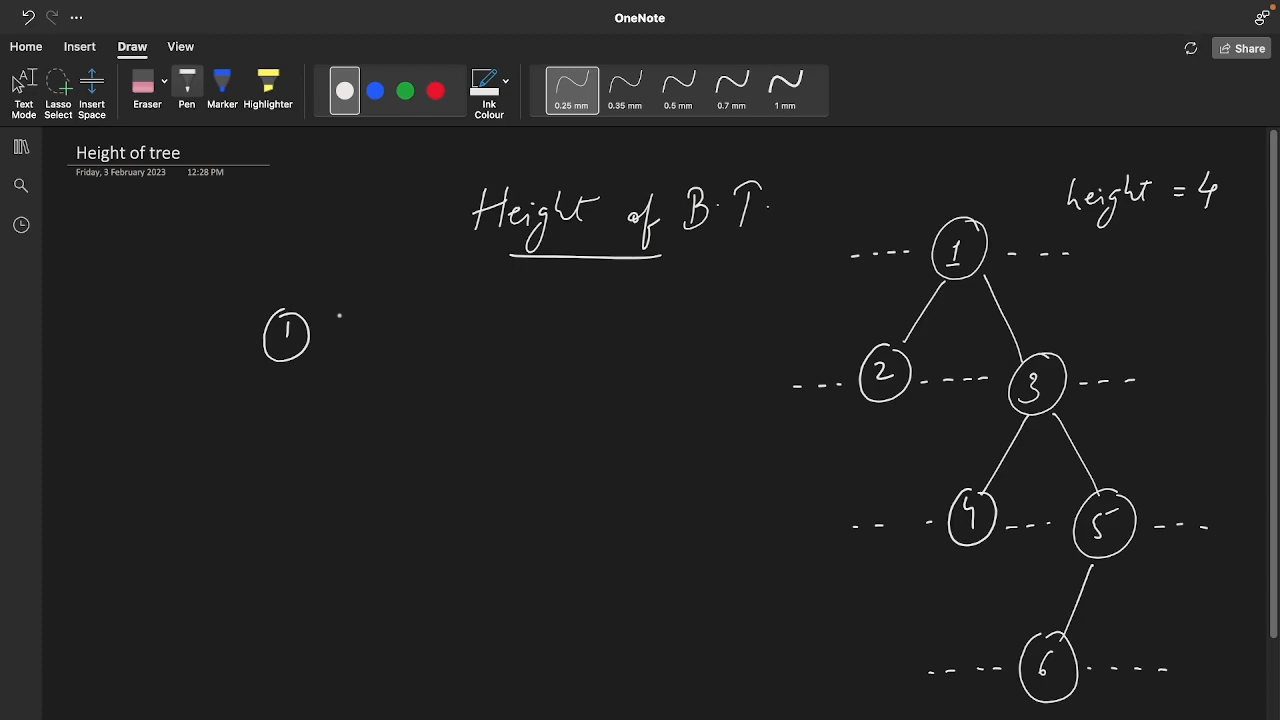 OneNote
Home Insert Draw View
Share
Text Mode
Lasso Select
Insert Space
Eraser
Pen
Marker
Highlighter
Ink Colour
0.25 mm
0.35 mm
0.5 mm
0.7 mm
1 mm
Height of tree
Friday, 3 February 2023 12:28 PM
Height of B.T.
height = 4
1
1
2
3
4
5
6